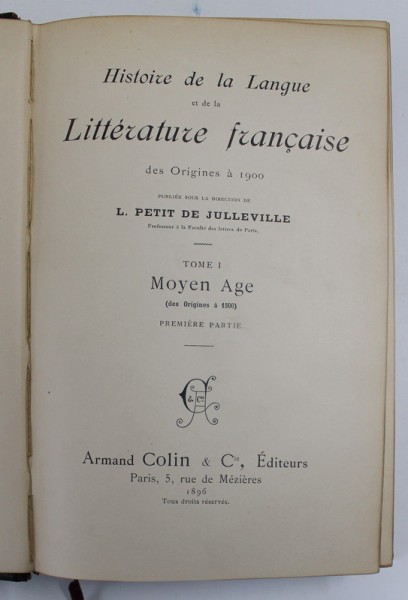 Histoire de la Langue
et de la
Littérature française
des Origines à 1900
PUBLIÉE SOUS LA DIRECTION DE
L. PETIT DE JULLEVILLE
Professeur à la Faculté des lettres de Paris.
TOME I
Moyen Age
(des Origines à 1500)
PREMIÈRE PARTIE
Armand Colin & Cie, Éditeurs
Paris, 5, rue de Mézières
1896
Tous droits réservés.